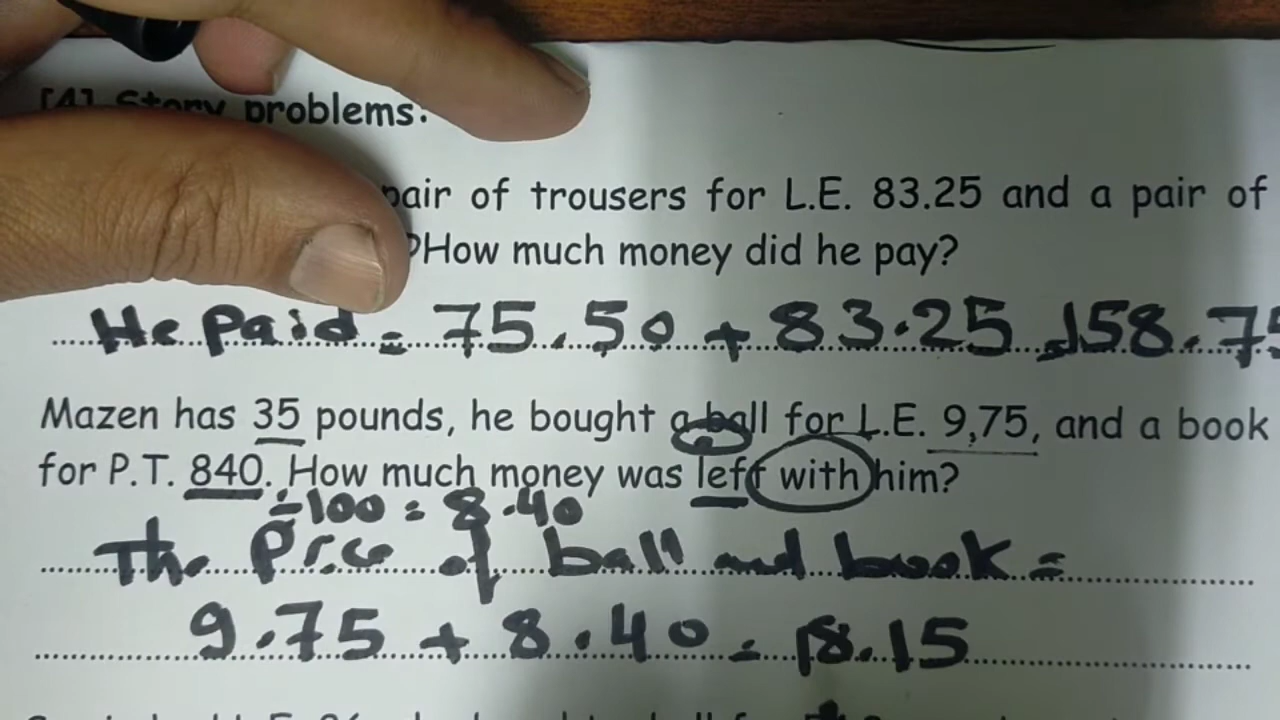 [4] Story problems:
pair of trousers for L.E. 83.25 and a pair of
?How much money did he pay?
He Paid = 75.50 + 83.25 = 158.75
Mazen has 35 pounds, he bought a ball for L.E. 9,75, and a book
for P.T. 840. How much money was left with him?
÷100 = 8.40
The Price of ball and book =
9.75 + 8.40 = 18.15